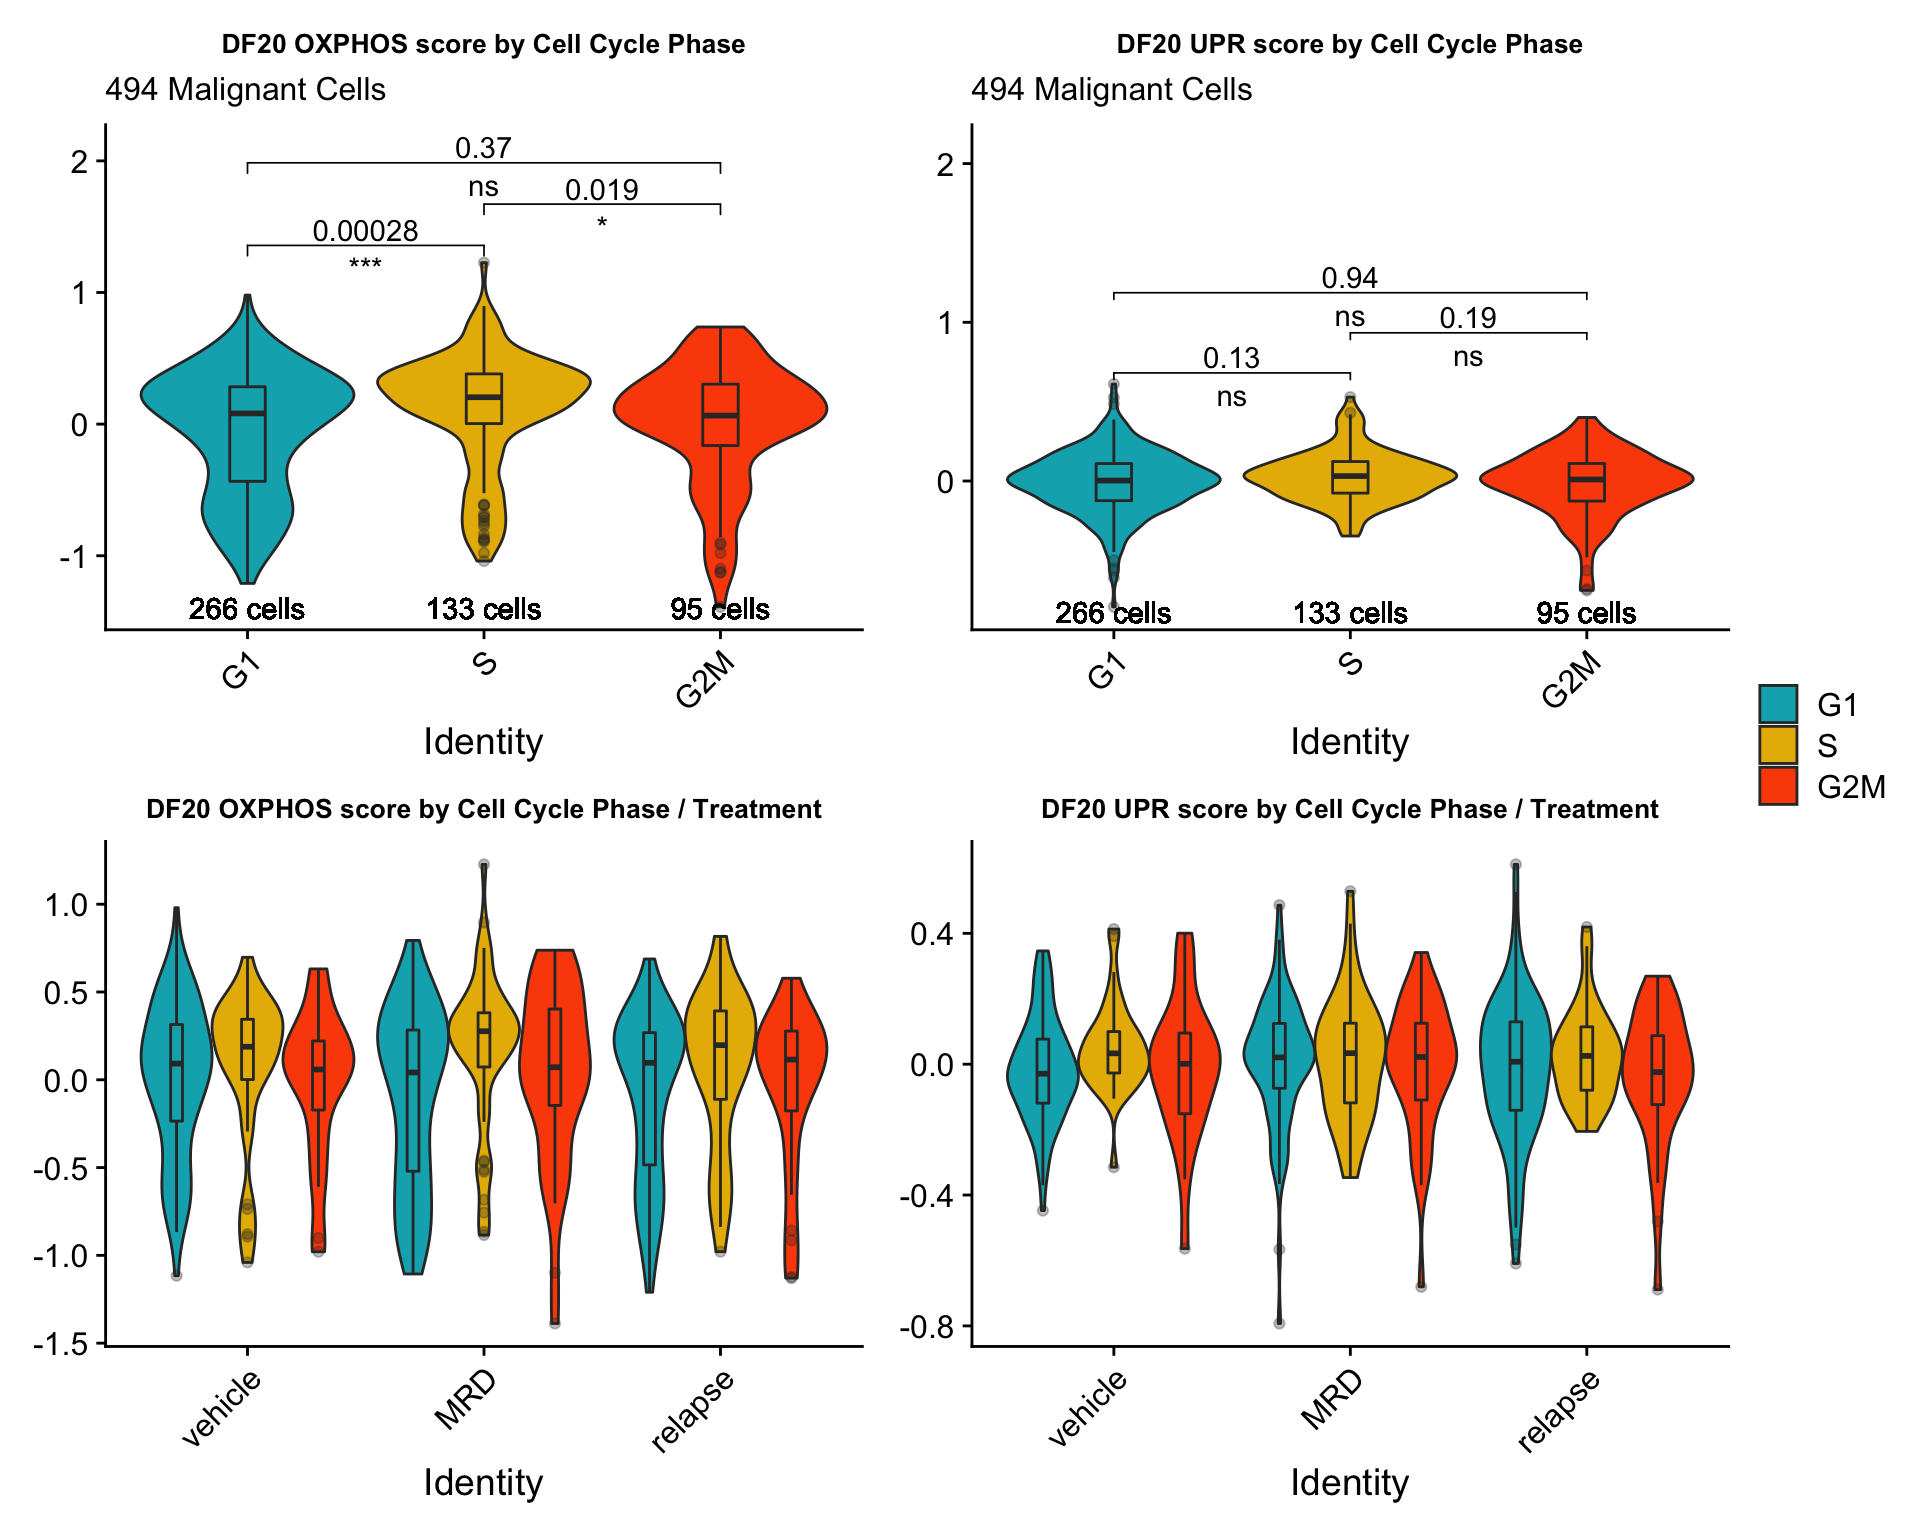 DF20 OXPHOS score by Cell Cycle Phase
494 Malignant Cells
2
1
0
-1
0.37
ns
0.019
*
0.00028
***
266 cells
133 cells
95 cells
G1
S
G2M
Identity
DF20 UPR score by Cell Cycle Phase
494 Malignant Cells
2
1
0
0.94
ns
0.19
ns
0.13
ns
266 cells
133 cells
95 cells
G1
S
G2M
Identity
G1
S
G2M
DF20 OXPHOS score by Cell Cycle Phase / Treatment
1.0
0.5
0.0
-0.5
-1.0
-1.5
vehicle
MRD
relapse
Identity
DF20 UPR score by Cell Cycle Phase / Treatment
0.4
0.0
-0.4
-0.8
vehicle
MRD
relapse
Identity